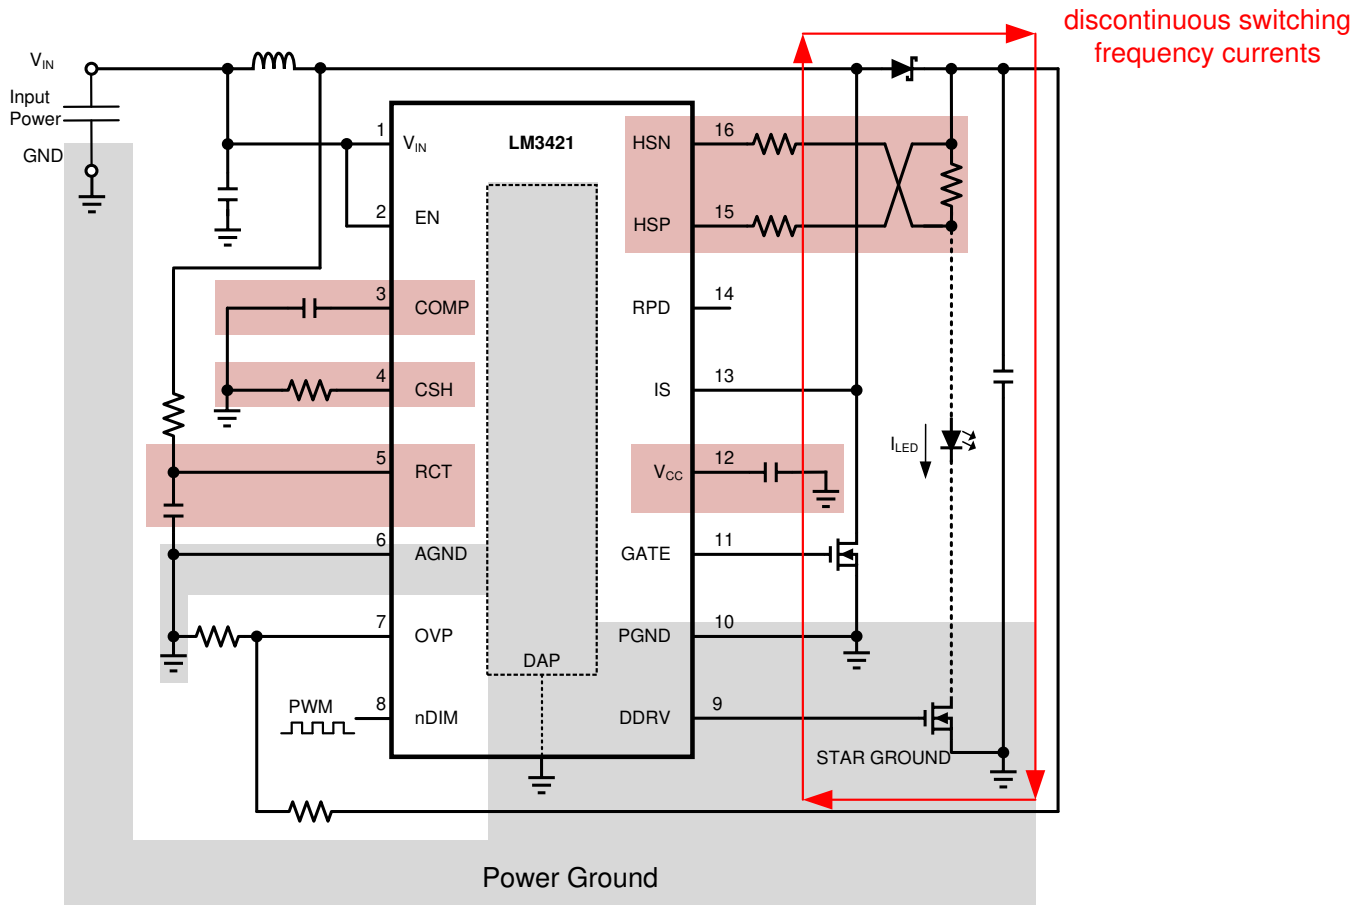 discontinuous switching
frequency currents
VIN
Input
Power
GND
LM3421
1
VIN
2
EN
3
COMP
4
CSH
5
RCT
6
AGND
7
OVP
8
nDIM
PWM
DAP
HSN
16
HSP
15
RPD
14
IS
13
VCC
12
GATE
11
PGND
10
DDRV
9
ILED
STAR GROUND
Power Ground